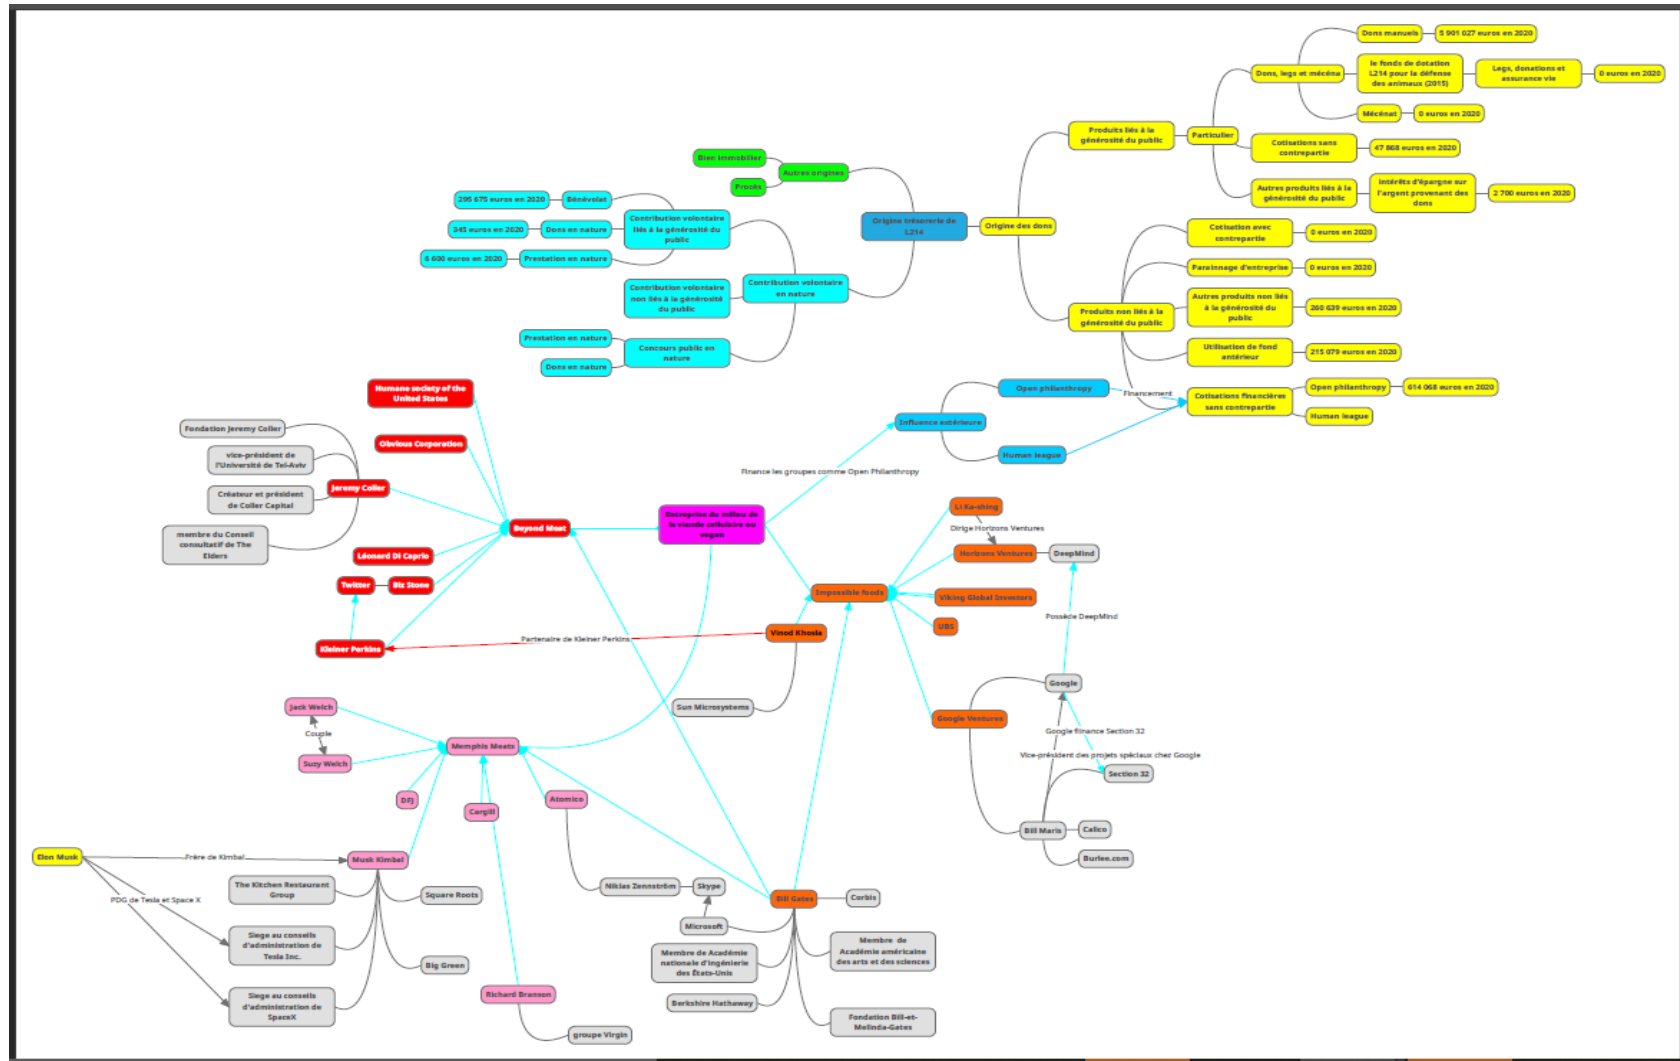 Dons manuels
5 901 027 euros en 2020
Dons, legs et mécéna
le fonds de dotation
L214 pour la défense
des animaux (2015)
Legs, donations et
assurance vie
0 euros en 2020
Mécénat
0 euros en 2020
Produits liés à la
générosité du public
Particulier
Cotisations sans
contrepartie
47 868 euros en 2020
Autres produits liés à la
générosité du public
Intérêts d'épargne sur
l'argent provenant des
dons
2 700 euros en 2020
Bien immobilier
Autres origines
Procès
295 675 euros en 2020
Bénévolat
345 euros en 2020
Dons en nature
Contribution volontaire
liés à la générosité du
public
6 600 euros en 2020
Prestation en nature
Origine trésorerie de
L214
Origine des dons
Contribution volontaire
non liés à la générosité
du public
Contribution volontaire
en nature
Prestation en nature
Concours public en
nature
Dons en nature
Cotisation avec
contrepartie
0 euros en 2020
Parainnage d'entreprise
0 euros en 2020
Produits non liés à la
générosité du public
Autres produits non liés
à la générosité du
public
260 639 euros en 2020
Utilisation de fond
antérieur
215 079 euros en 2020
Cotisations financières
sans contrepartie
Open philanthropy
614 068 euros en 2020
Human league
Open philanthropy
Financement
Influence extérieure
Human league
Finance les groupes comme Open Philanthropy
Humane society of the
United States
Fondation Jeremy Coller
Obvious Corporation
vice-président de
l'Université de Tel-Aviv
Jeremy Coller
Créateur et président
de Coller Capital
membre du Conseil
consultatif de The
Elders
Beyond Meat
Entreprise du milieu de
la viande cellulaire ou
vegan
Léonard Di Caprio
Twitter
Biz Stone
Kleiner Perkins
Partenaire de Kleiner Perkins
Vinod Khosla
Sun Microsystems
Impossible foods
Li Ka-shing
Dirige Horizons Ventures
Horizons Ventures
DeepMind
Viking Global Investors
UBS
Possède DeepMind
Google
Google Ventures
Google finance Section 32
Vice-président des projets spéciaux chez Google
Section 32
Bill Maris
Calico
Burlee.com
Jack Welch
Couple
Suzy Welch
Memphis Meats
DFJ
Cargill
Atomico
Elon Musk
Frère de Kimbal
Musk Kimbal
The Kitchen Restaurant
Group
Square Roots
PDG de Tesla et Space X
Siege au conseils
d'administration de
Tesla Inc.
Big Green
Siege au conseils
d'administration de
SpaceX
Richard Branson
groupe Virgin
Niklas Zennström
Skype
Microsoft
Bill Gates
Corbis
Membre de Académie
nationale d'ingénierie
des États-Unis
Membre de
Académie américaine
des arts et des sciences
Berkshire Hathaway
Fondation Bill-et-
Melinda-Gates